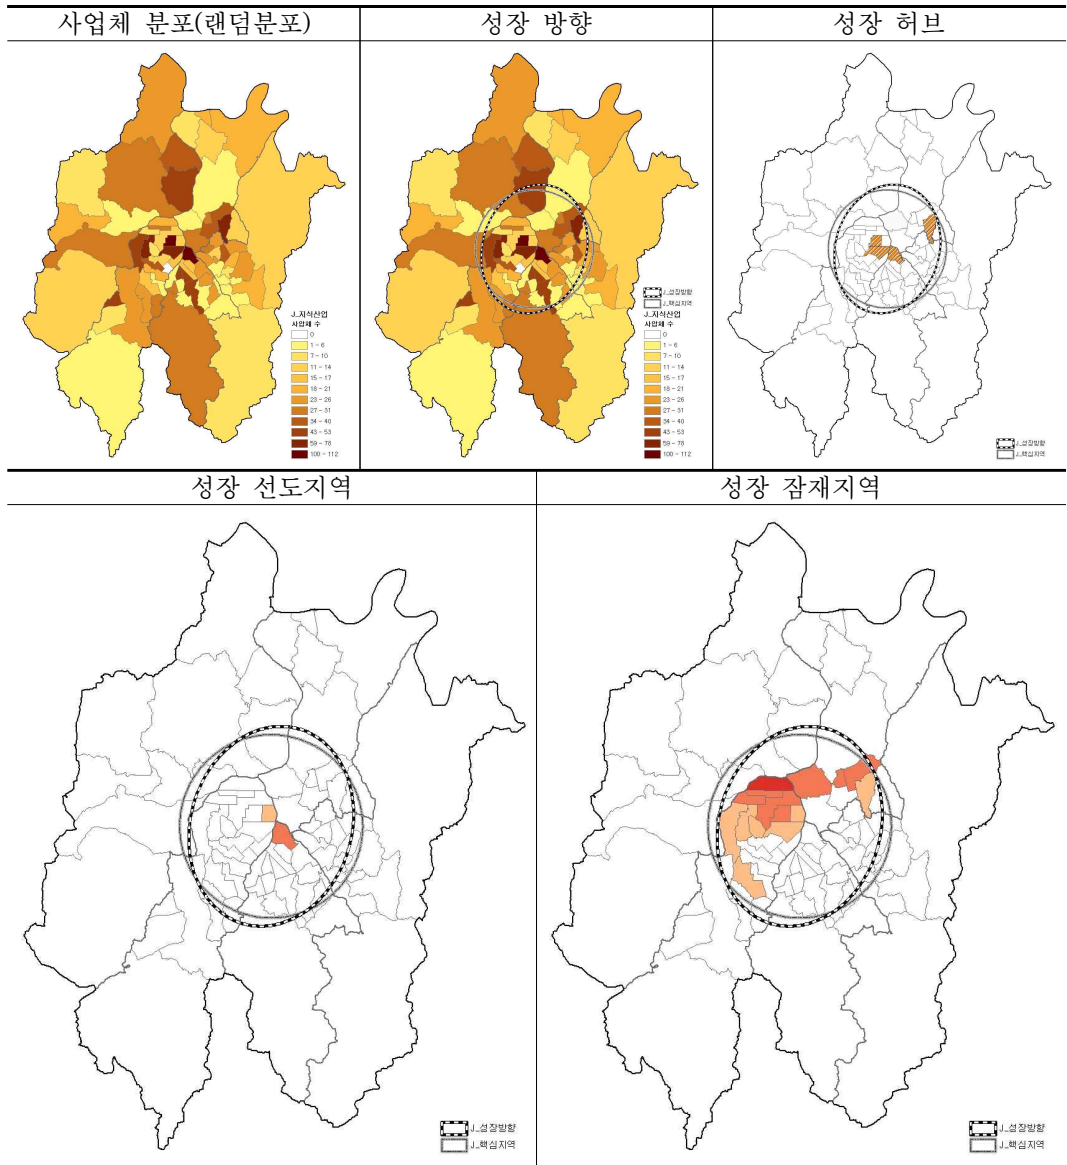 사업체 분포(랜덤분포)
성장 방향
성장 허브
J_지식산업
사업체 수
0
1 - 6
7 - 10
11 - 14
15 - 17
18 - 21
23 - 26
27 - 31
34 - 40
43 - 53
59 - 78
100 - 112
J_성장방향
J_핵심지역
J_지식산업
사업체 수
0
1 - 6
7 - 10
11 - 14
15 - 17
18 - 21
23 - 26
27 - 31
34 - 40
43 - 53
59 - 78
100 - 112
J_성장방향
J_핵심지역
성장 선도지역
성장 잠재지역
J_성장방향
J_핵심지역
J_성장방향
J_핵심지역